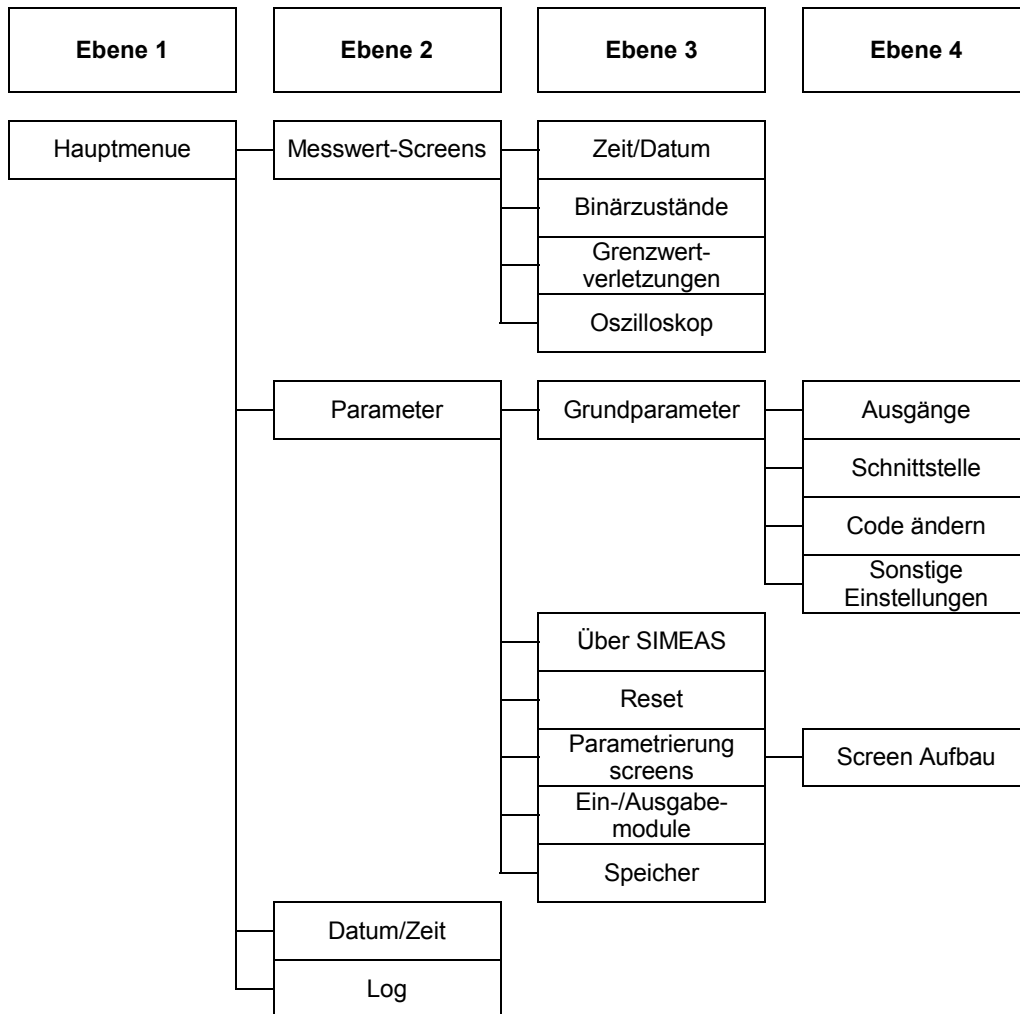 Ebene 1
Ebene 2
Ebene 3
Ebene 4
Hauptmenue
Messwert-Screens
Zeit/Datum
Binärzustände
Grenzwert-
verletzungen
Oszilloskop
Parameter
Grundparameter
Ausgänge
Schnittstelle
Code ändern
Sonstige
Einstellungen
Über SIMEAS
Reset
Parametrierung
screens
Screen Aufbau
Ein-/Ausgabe-
module
Speicher
Datum/Zeit
Log